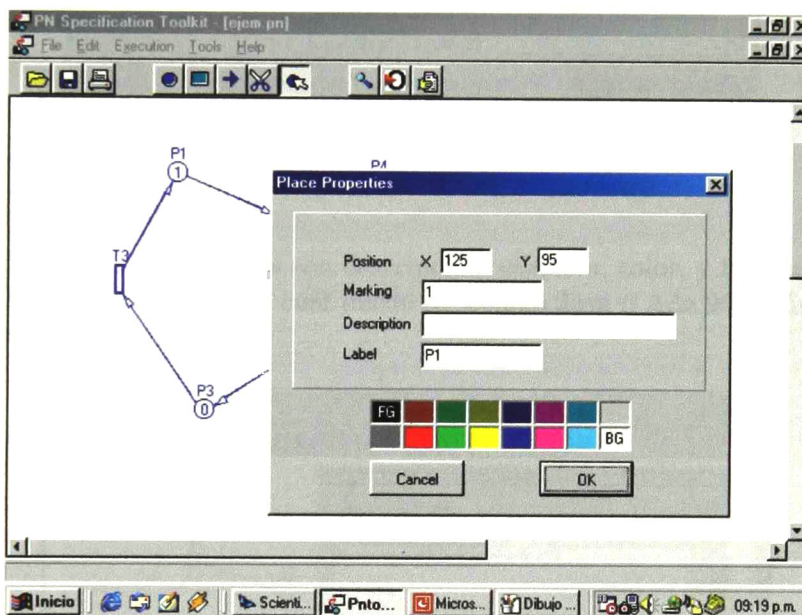 PN Specification Toolkit - [ejem.pn]
File Edit Execution Tools Help
P1
1
P4
T3
P3
0
Place Properties
Position X 125 Y 95
Marking 1
Description
Label P1
FG
BG
Cancel OK
Inicio Scienti... Pnto... Micros... Dibujo ... 09:19 p.m.